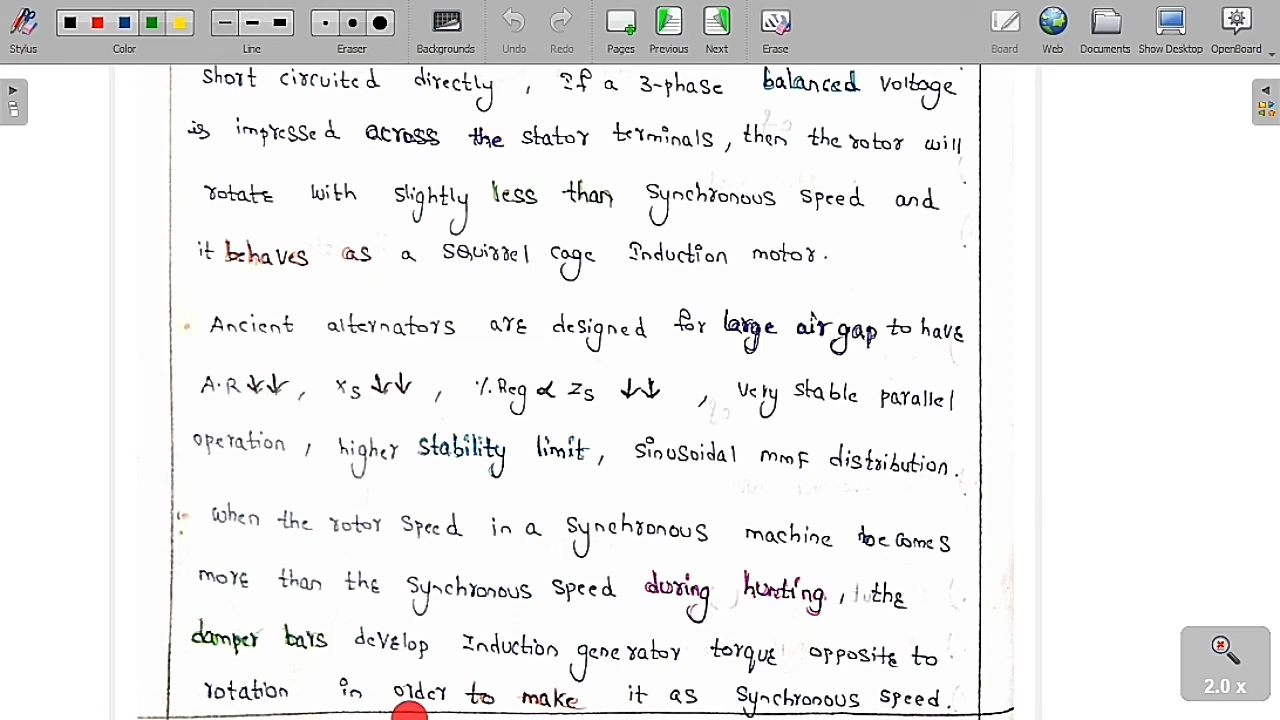 Stylus
Color
Line
Eraser
Backgrounds
Undo
Redo
Pages
Previous
Next
Erase
Board
Web
Documents
Show Desktop
OpenBoard
short circuited directly, If a 3-phase balanced voltage
is impressed across the stator terminals, then the rotor will
rotate with slightly less than synchronous speed and
it behaves as a squirrel cage Induction motor.
Ancient alternators are designed for large air gap to have
A.R ↓↓, Xs ↓↓, %Reg ∝ Zs ↓↓, very stable parallel
operation, higher stability limit, sinusoidal mmF distribution.
when the rotor speed in a synchronous machine becomes
more than the synchronous speed during hunting, the
damper bars develop Induction generator torque opposite to
rotation in order to make it as synchronous speed.
2.0 x